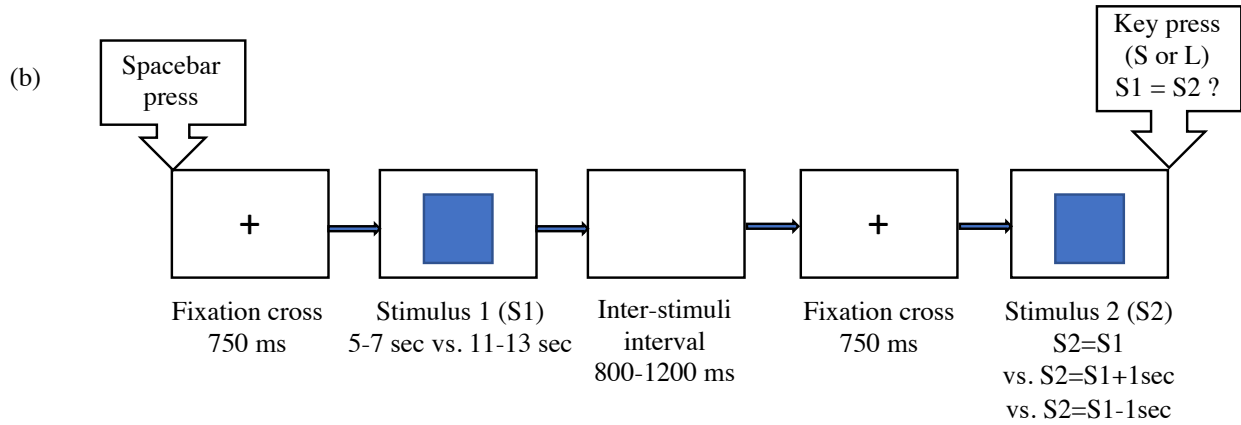 (b)
Spacebar
press
Key press
(S or L)
S1 = S2 ?
+
+
Fixation cross
750 ms
Stimulus 1 (S1)
5-7 sec vs. 11-13 sec
Inter-stimuli
interval
800-1200 ms
Fixation cross
750 ms
Stimulus 2 (S2)
S2=S1
vs. S2=S1+1sec
vs. S2=S1-1sec